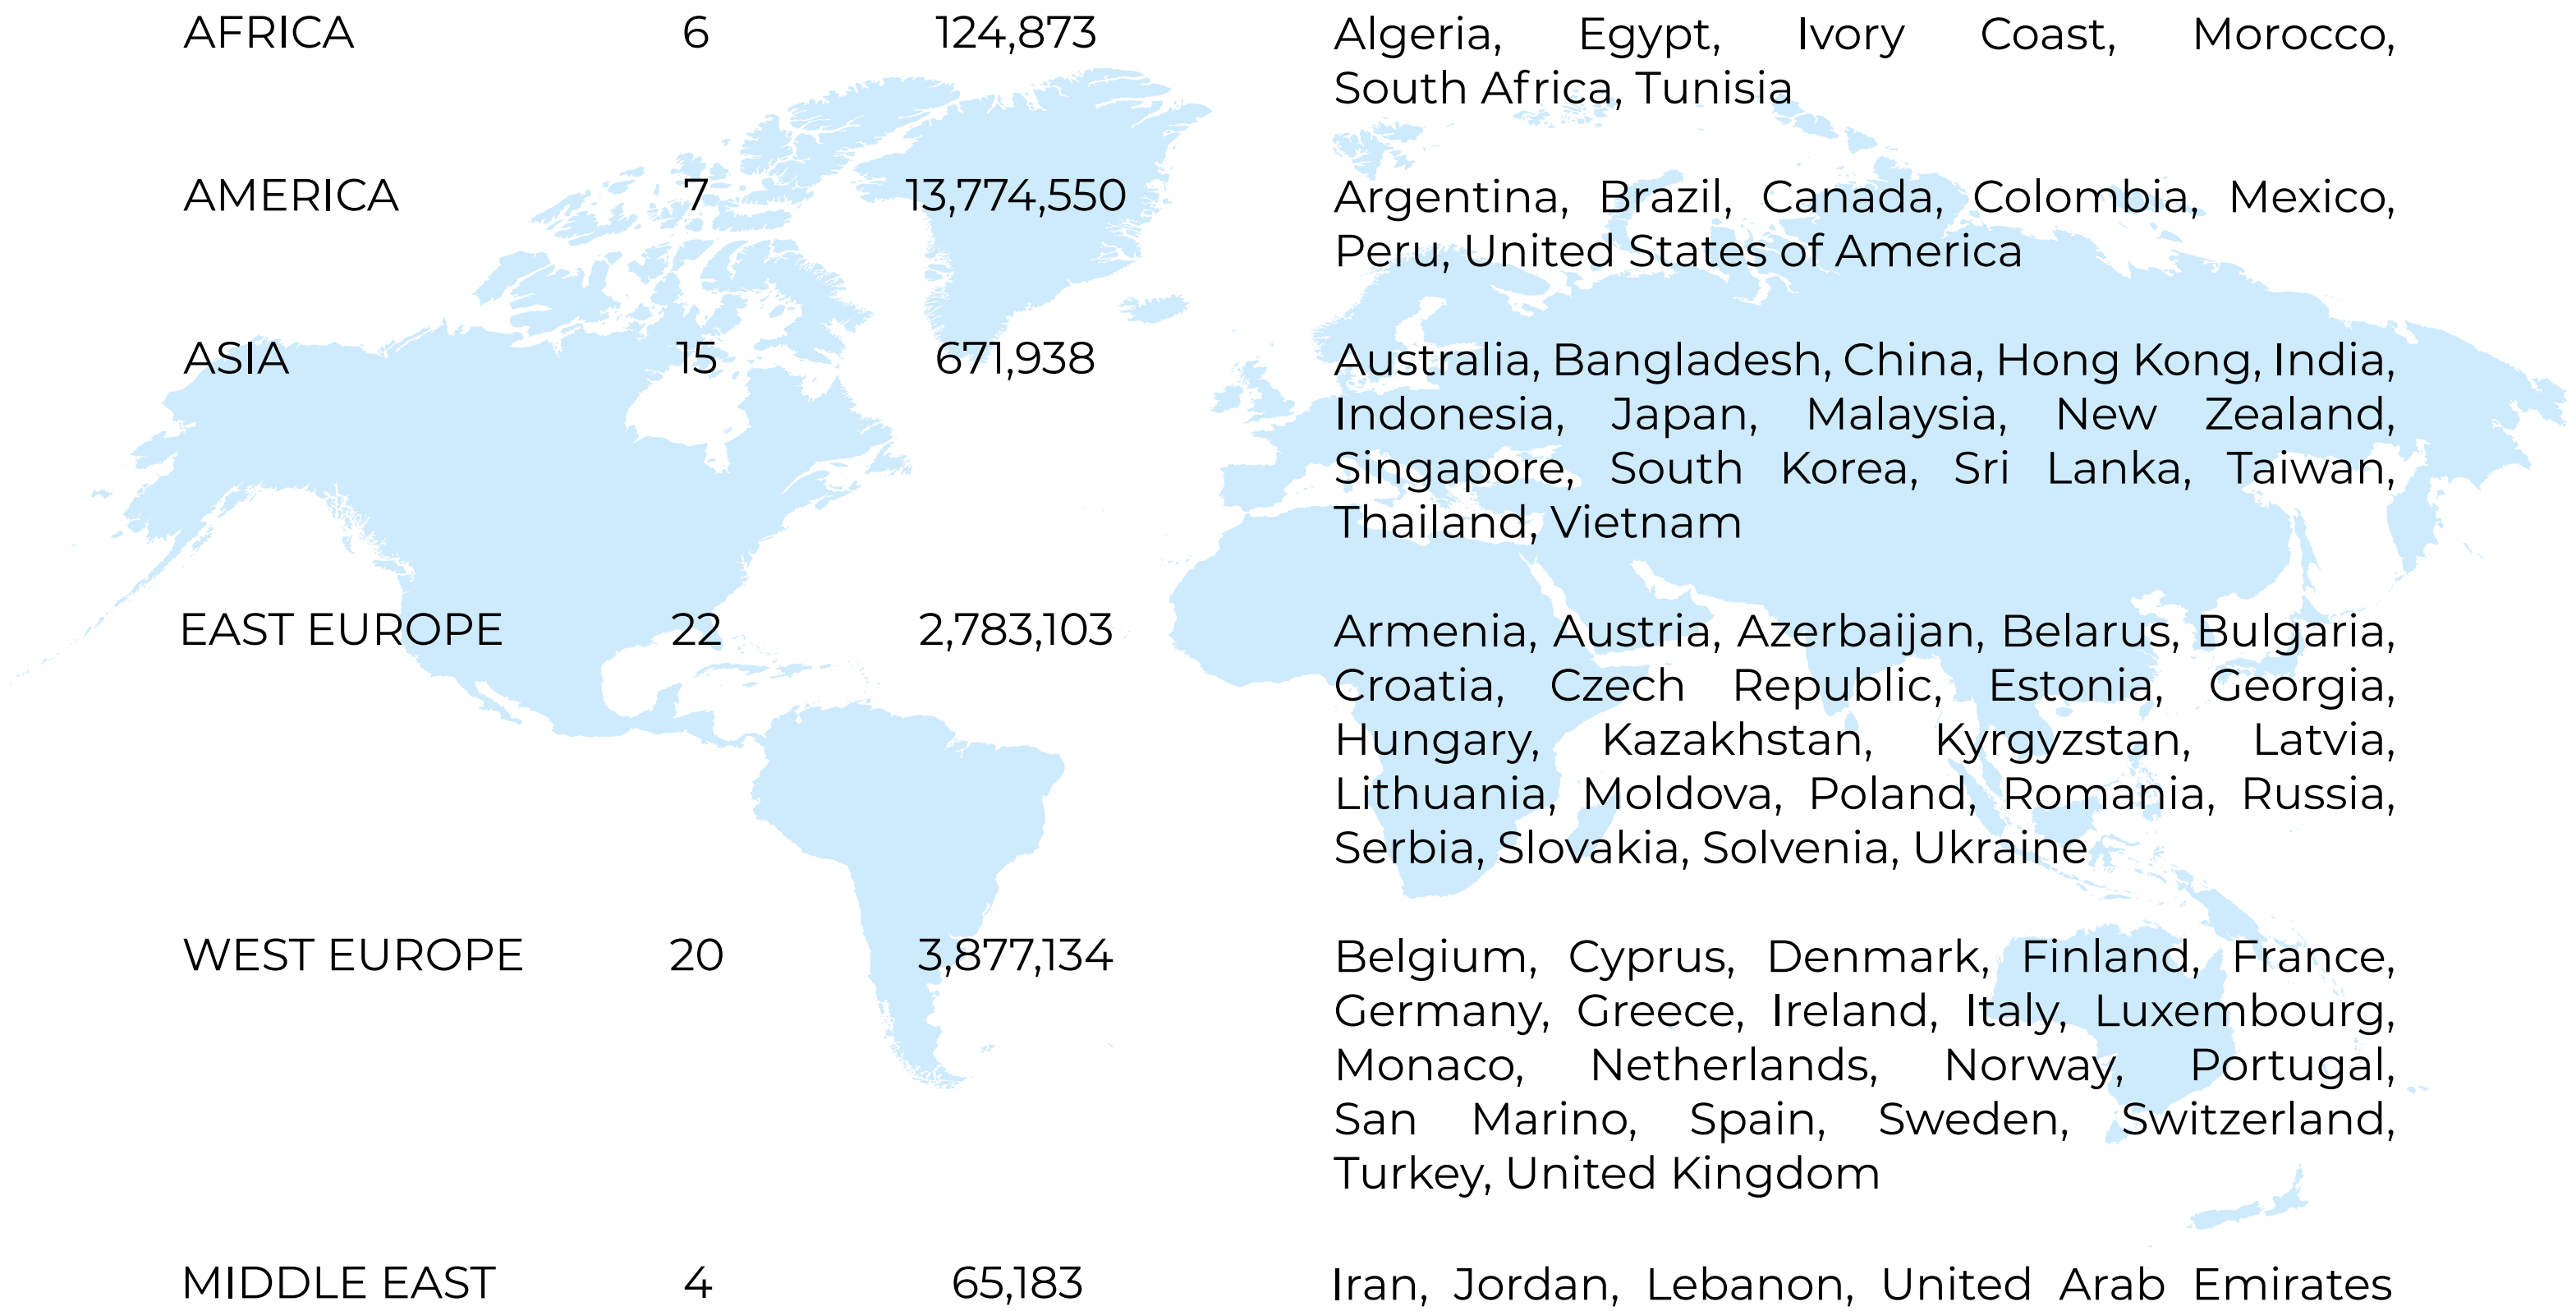 AFRICA 6 124,873 Algeria, Egypt, Ivory Coast, Morocco,
South Africa, Tunisia
AMERICA 7 13,774,550 Argentina, Brazil, Canada, Colombia, Mexico,
Peru, United States of America
ASIA 15 671,938 Australia, Bangladesh, China, Hong Kong, India,
Indonesia, Japan, Malaysia, New Zealand,
Singapore, South Korea, Sri Lanka, Taiwan,
Thailand, Vietnam
EAST EUROPE 22 2,783,103 Armenia, Austria, Azerbaijan, Belarus, Bulgaria,
Croatia, Czech Republic, Estonia, Georgia,
Hungary, Kazakhstan, Kyrgyzstan, Latvia,
Lithuania, Moldova, Poland, Romania, Russia,
Serbia, Slovakia, Solvenia, Ukraine
WEST EUROPE 20 3,877,134 Belgium, Cyprus, Denmark, Finland, France,
Germany, Greece, Ireland, Italy, Luxembourg,
Monaco, Netherlands, Norway, Portugal,
San Marino, Spain, Sweden, Switzerland,
Turkey, United Kingdom
MIDDLE EAST 4 65,183 Iran, Jordan, Lebanon, United Arab Emirates